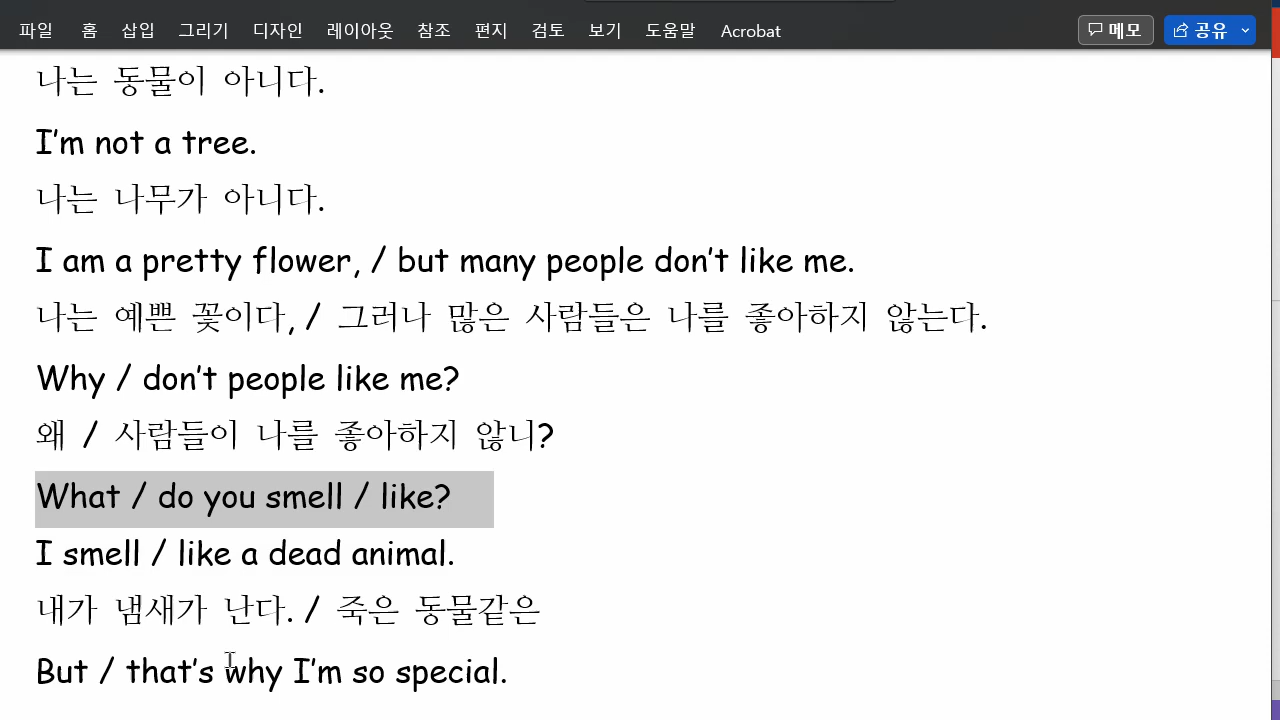 파일 홈 삽입 그리기 디자인 레이아웃 참조 편지 검토 보기 도움말 Acrobat 메모 공유
나는 동물이 아니다.
I'm not a tree.
나는 나무가 아니다.
I am a pretty flower, / but many people don't like me.
나는 예쁜 꽃이다, / 그러나 많은 사람들은 나를 좋아하지 않는다.
Why / don't people like me?
왜 / 사람들이 나를 좋아하지 않니?
What / do you smell / like?
I smell / like a dead animal.
내가 냄새가 난다. / 죽은 동물같은
But / that's why I'm so special.